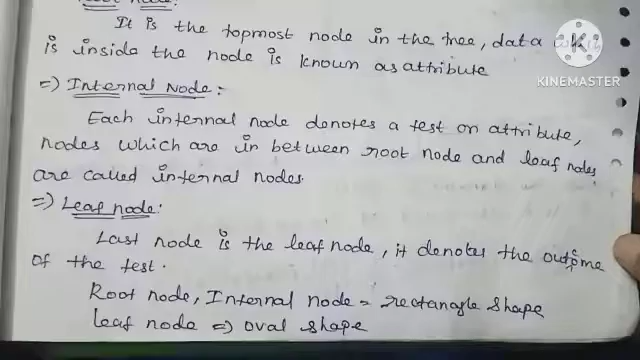 It is the topmost node in the tree, data
is inside the node is known as attribute
=) Internal Node:
Each internal node denotes a test on attribute,
nodes which are in between root node and leaf nodes
are called internal nodes
=) Leaf node:
Last node is the leaf node, it denotes the outcome
of the test.
Root node, Internal node = rectangle shape
leaf node => oval shape
K
KINEMASTER